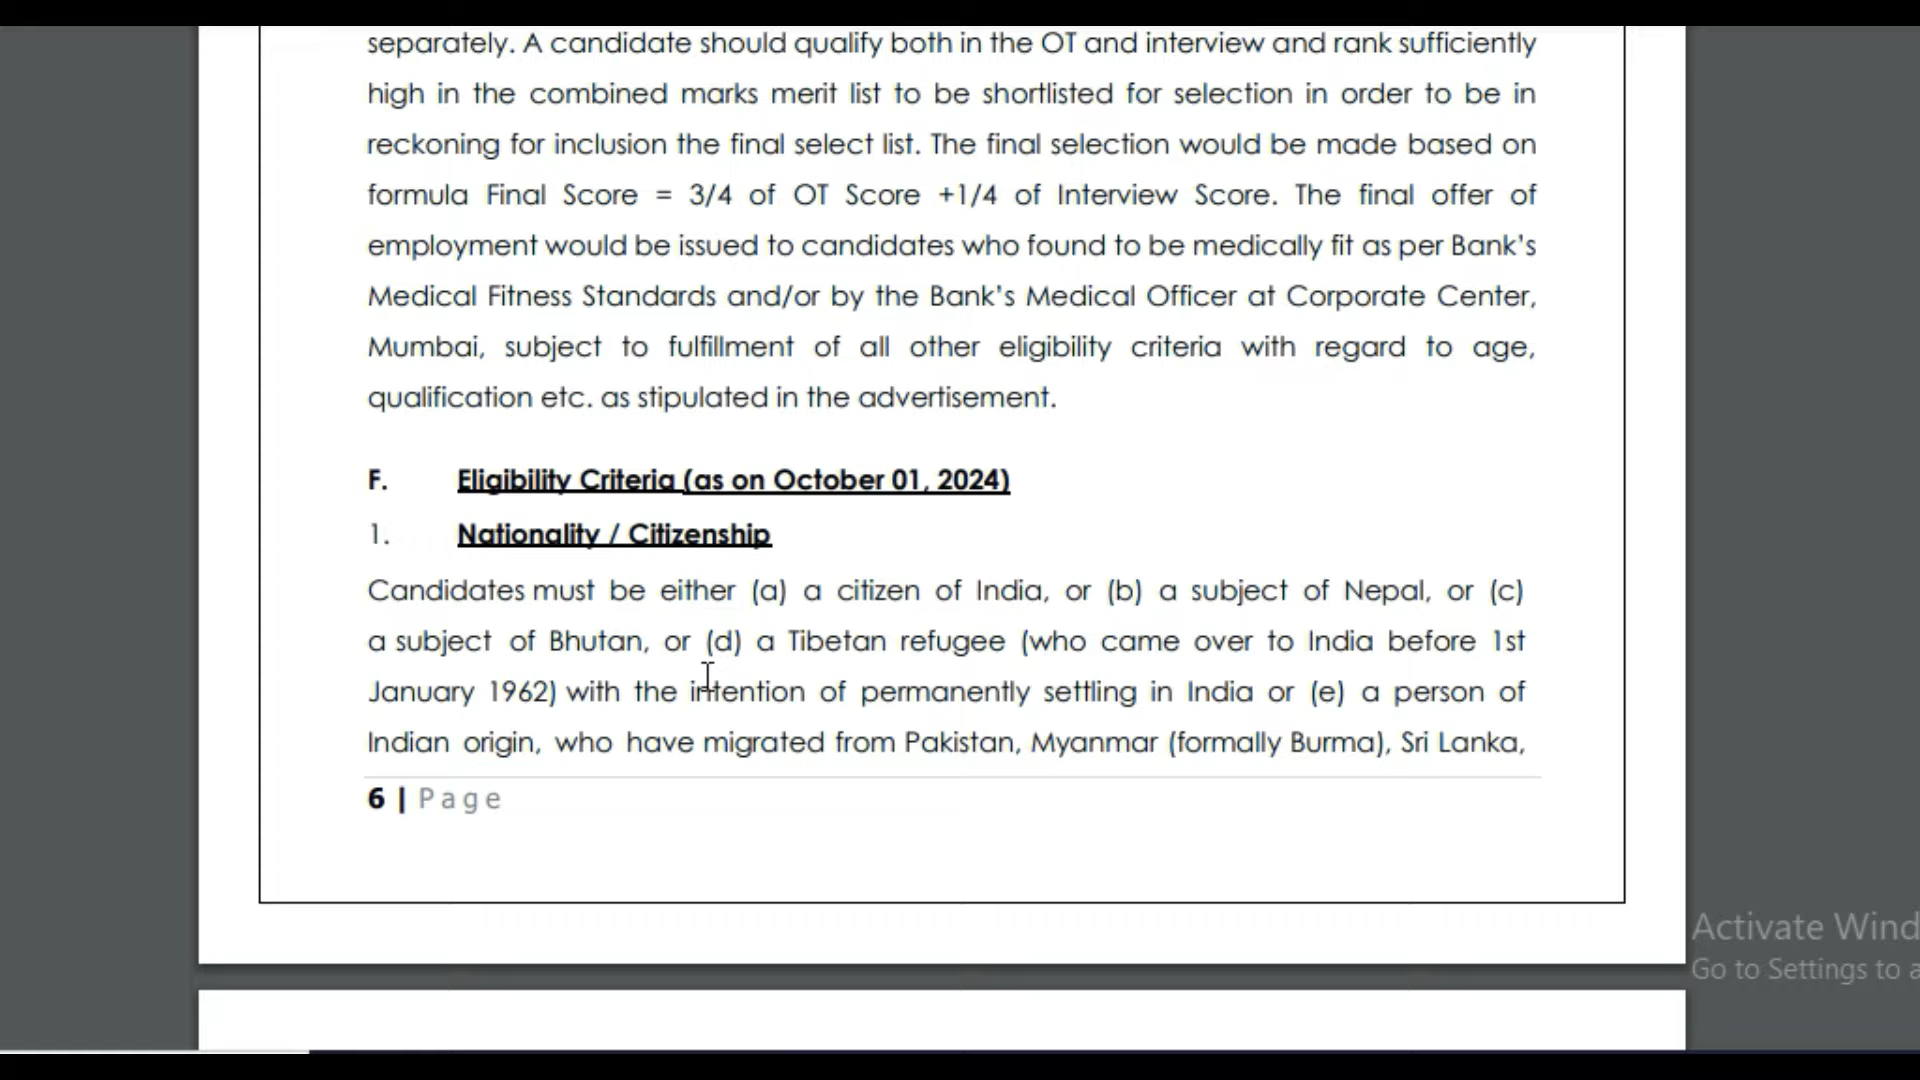 separately. A candidate should qualify both in the OT and interview and rank sufficiently
high in the combined marks merit list to be shortlisted for selection in order to be in
reckoning for inclusion the final select list. The final selection would be made based on
formula Final Score = 3/4 of OT Score +1/4 of Interview Score. The final offer of
employment would be issued to candidates who found to be medically fit as per Bank's
Medical Fitness Standards and/or by the Bank's Medical Officer at Corporate Center,
Mumbai, subject to fulfillment of all other eligibility criteria with regard to age,
qualification etc. as stipulated in the advertisement.
F. Eligibility Criteria (as on October 01, 2024)
1. Nationality / Citizenship
Candidates must be either (a) a citizen of India, or (b) a subject of Nepal, or (c)
a subject of Bhutan, or (d) a Tibetan refugee (who came over to India before 1st
January 1962) with the intention of permanently settling in India or (e) a person of
Indian origin, who have migrated from Pakistan, Myanmar (formally Burma), Sri Lanka,
6 | Page
Activate Wind
Go to Settings to a